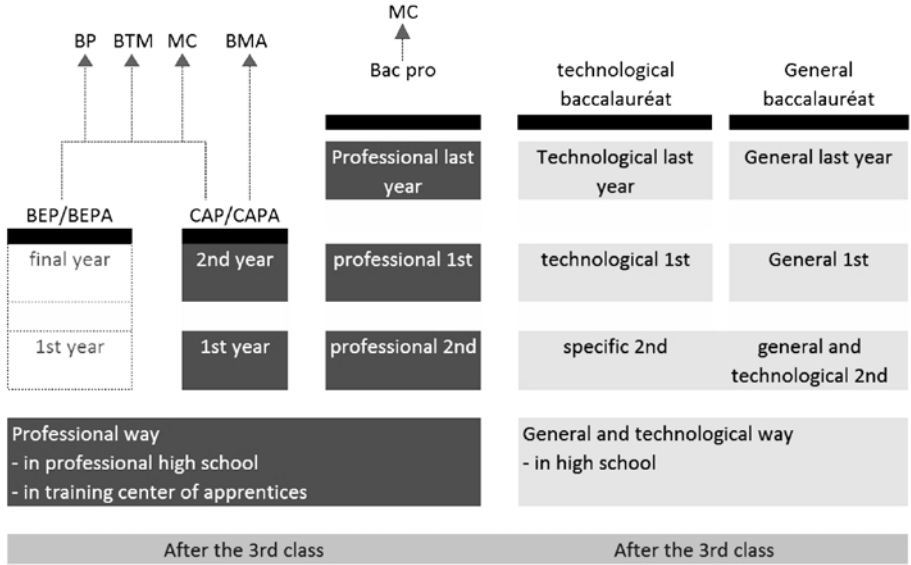 MC
BP BTM MC BMA
Bac pro
technological
baccalauréat
General
baccalauréat
Professional last
year
Technological last
year
General last year
BEP/BEPA
CAP/CAPA
final year
2nd year
professional 1st
technological 1st
General 1st
1st year
1st year
professional 2nd
specific 2nd
general and
technological 2nd
Professional way
- in professional high school
- in training center of apprentices
General and technological way
- in high school
After the 3rd class
After the 3rd class